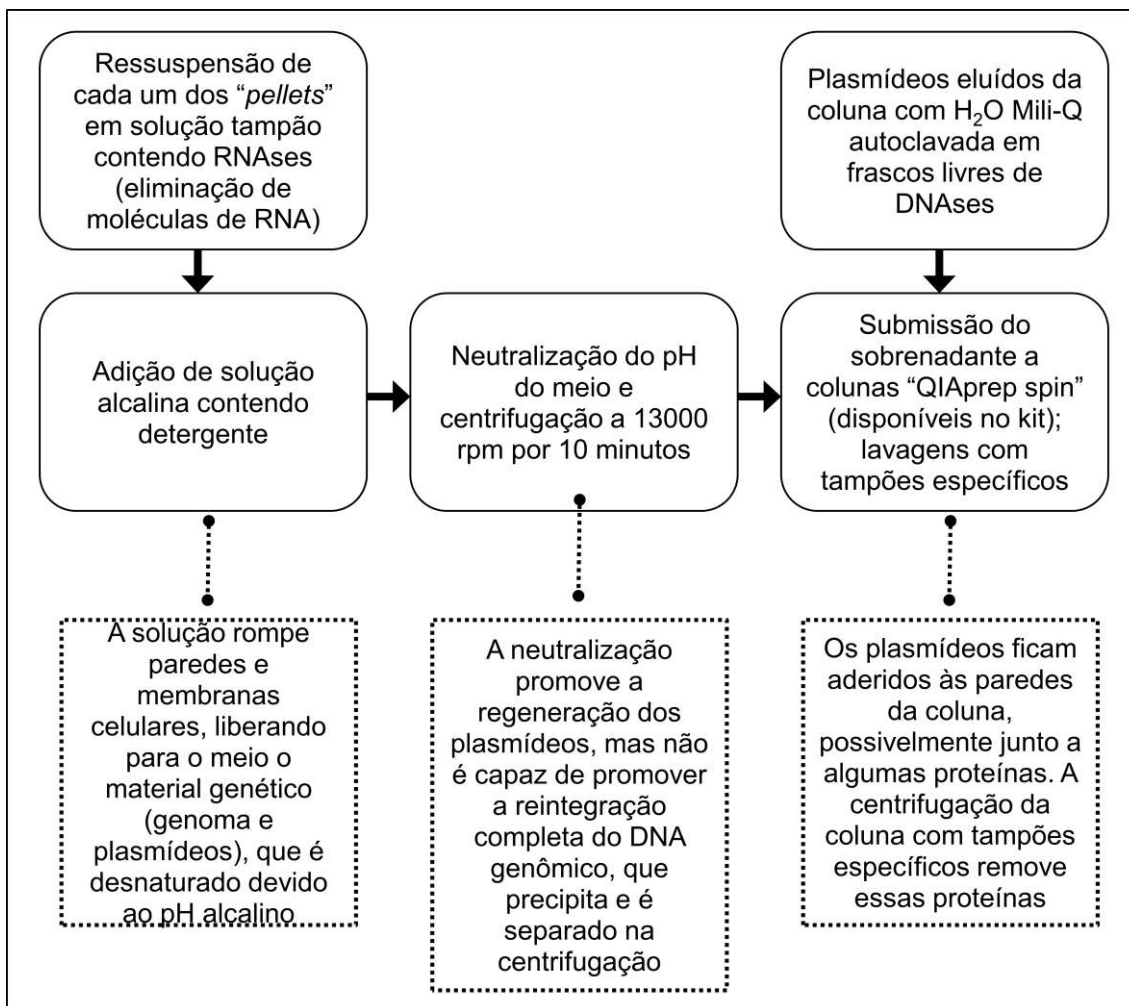 Ressuspensão de
cada um dos “pellets”
em solução tampão
contendo RNAses
(eliminação de
moléculas de RNA)
Plasmídeos eluídos da
coluna com H₂O Mili-Q
autoclavada em
frascos livres de
DNAses
Adição de solução
alcalina contendo
detergente
Neutralização do pH
do meio e
centrifugação a 13000
rpm por 10 minutos
Submissão do
sobrenadante a
colunas “QIAprep spin”
(disponíveis no kit);
lavagens com
tampões específicos
A solução rompe
paredes e
membranas
celulares, liberando
para o meio o
material genético
(genoma e
plasmídeos), que é
desnaturado devido
ao pH alcalino
A neutralização
promove a
regeneração dos
plasmídeos, mas não
é capaz de promover
a reintegração
completa do DNA
genômico, que
precipita e é
separado na
centrifugação
Os plasmídeos ficam
aderidos às paredes
da coluna,
possivelmente junto a
algumas proteínas. A
centrifugação da
coluna com tampões
específicos remove
essas proteínas